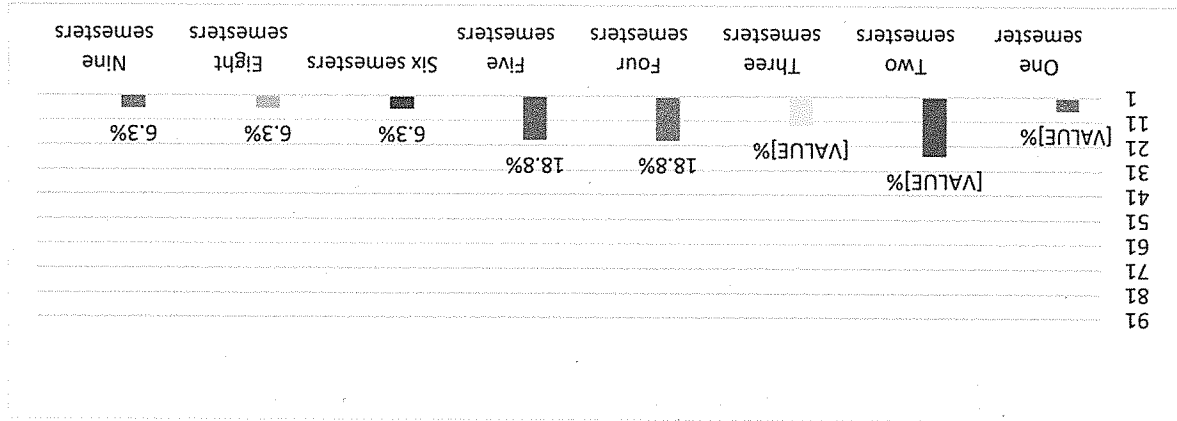 91
81
71
61
51
41
31
21
11
1
[VALUE]%
[VALUE]%
[VALUE]%
18.8%
18.8%
6.3%
6.3%
6.3%
One
semester
Two
semesters
Three
semesters
Four
semesters
Five
semesters
Six semesters
Eight
semesters
Nine
semesters